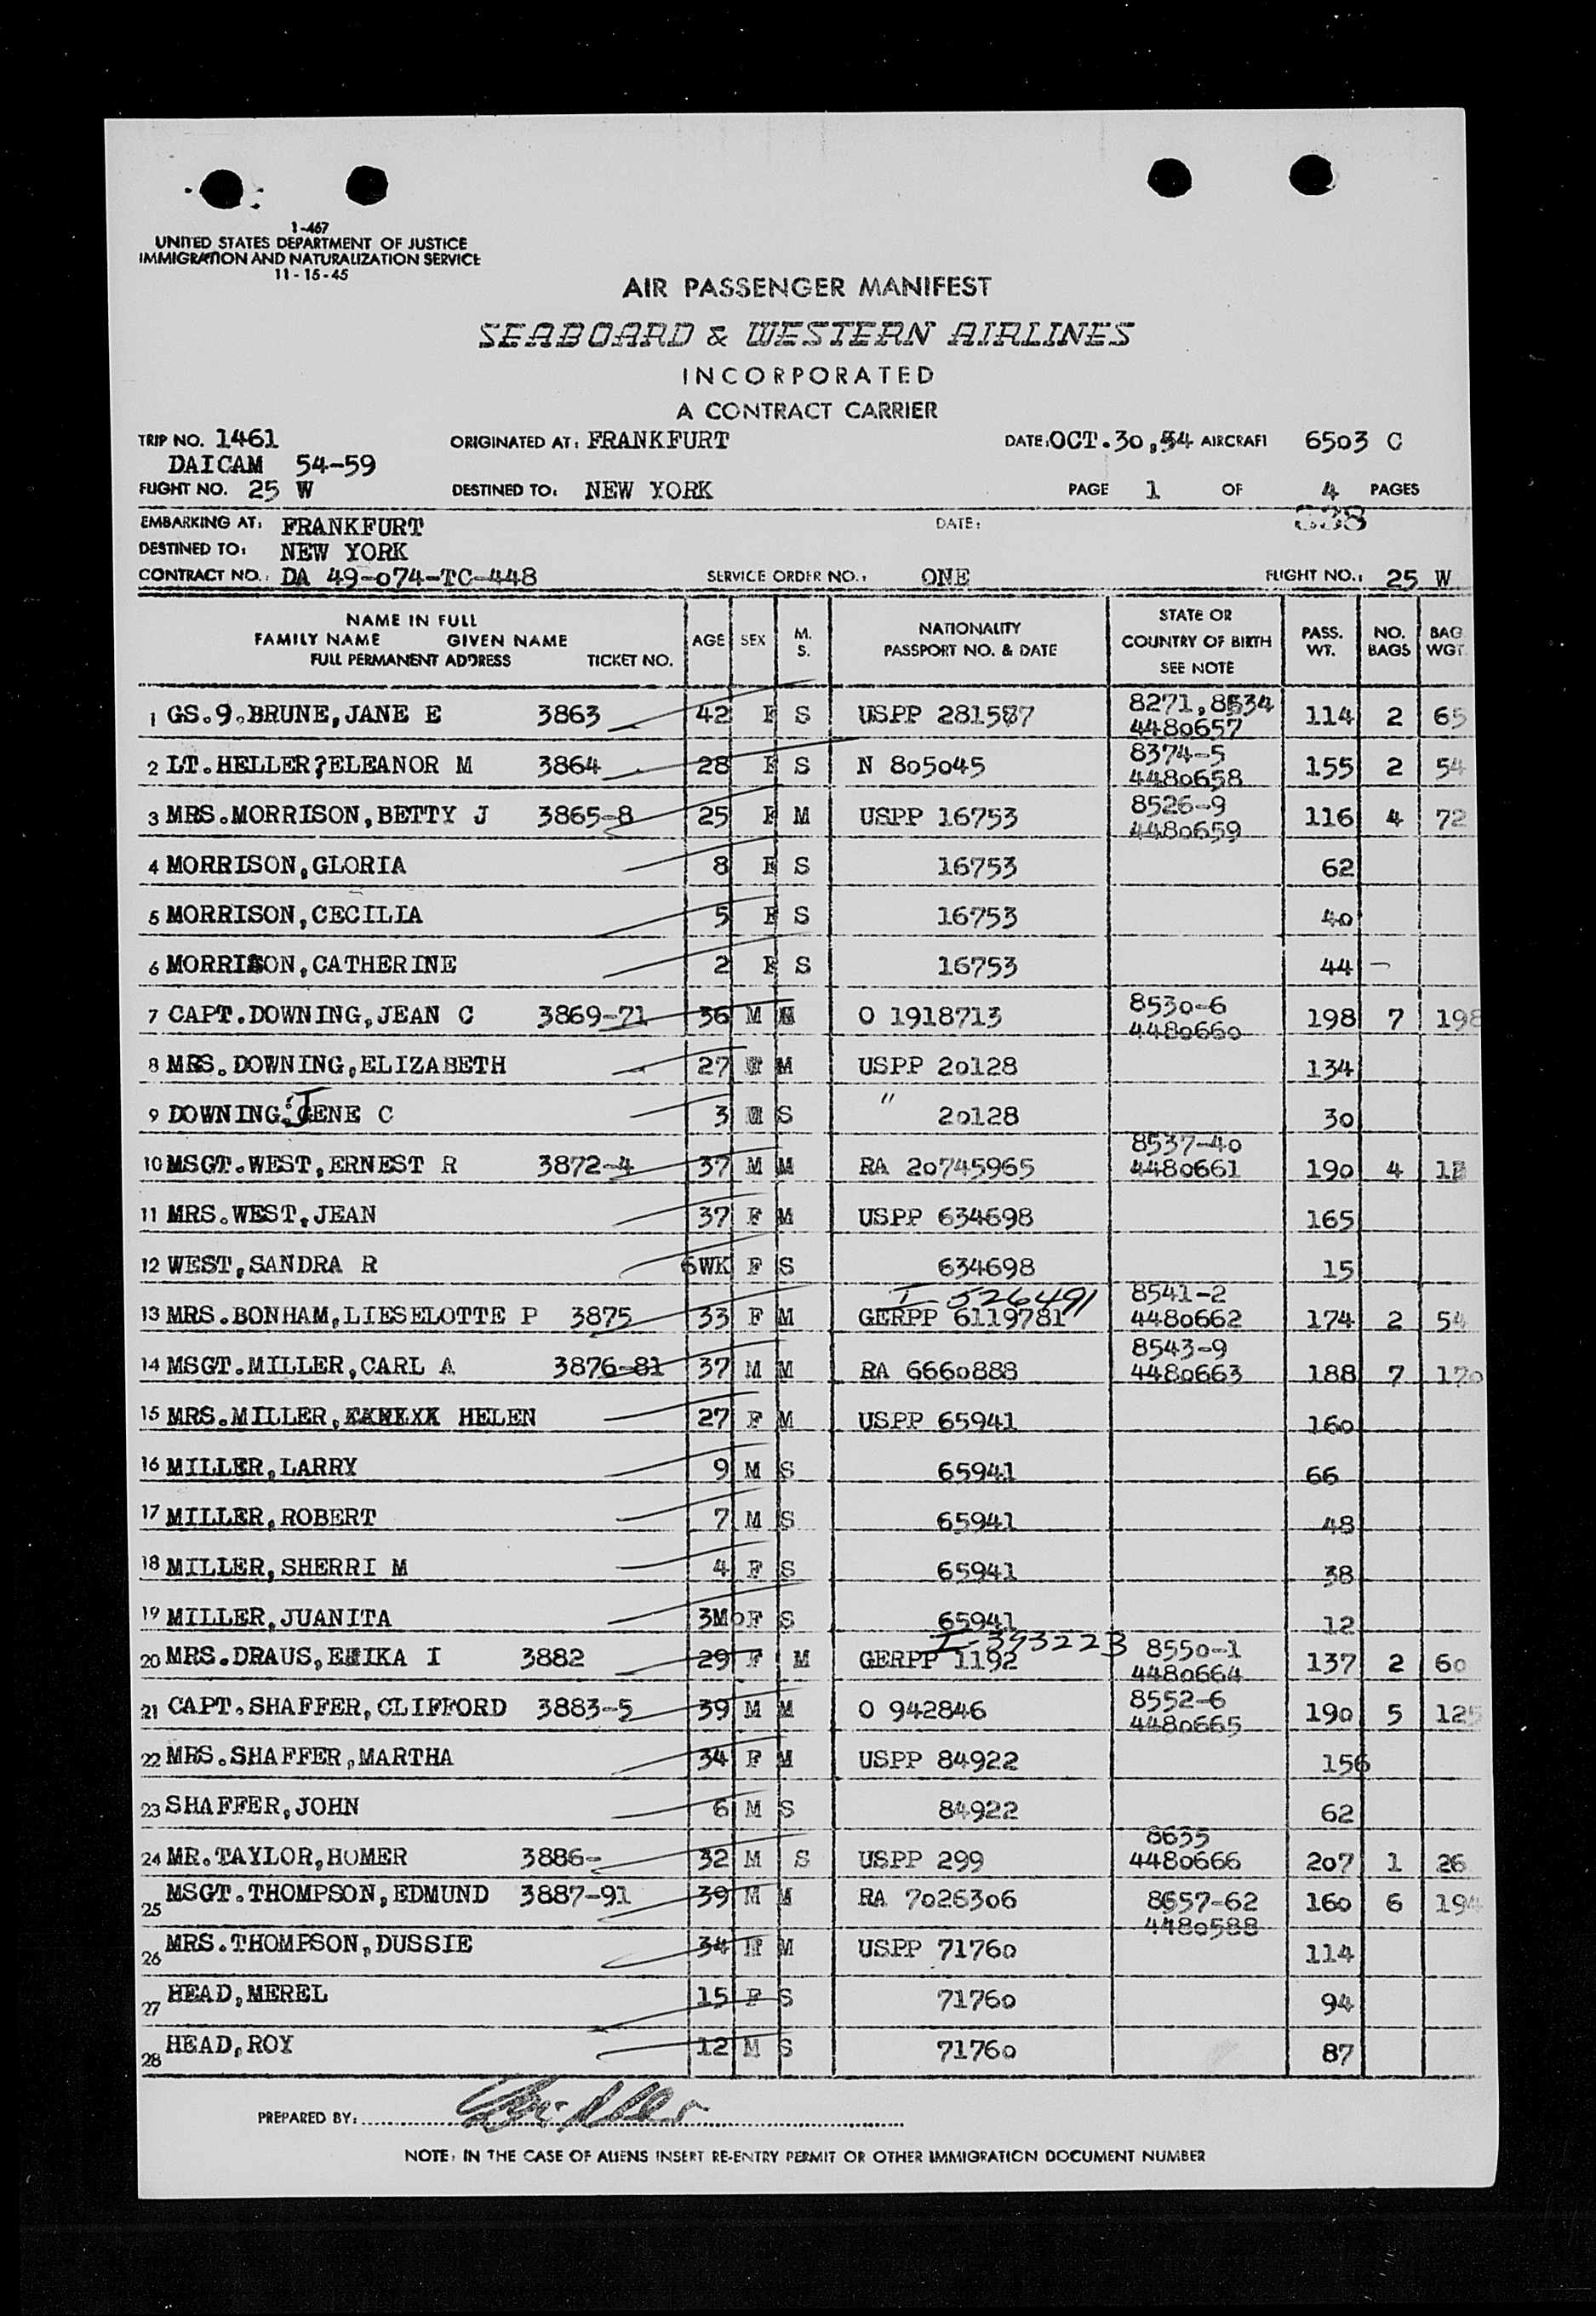 I-467
UNITED STATES DEPARTMENT OF JUSTICE
IMMIGRATION AND NATURALIZATION SERVICE
11-15-45
AIR PASSENGER MANIFEST
SEABOARD & WESTERN AIRLINES
INCORPORATED
A CONTRACT CARRIER
TRIP NO. 1461 ORIGINATED AT: FRANKFURT DATE: OCT.30,54 AIRCRAFT 6503 C
DAICAM 54-59
FLIGHT NO. 25 W DESTINED TO: NEW YORK PAGE 1 OF 4 PAGES
EMBARKING AT: FRANKFURT DATE: 338
DESTINED TO: NEW YORK
CONTRACT NO.: DA 49-074-TC-448 SERVICE ORDER NO.: ONE FLIGHT NO.: 25 W
NAME IN FULL FAMILY NAME GIVEN NAME FULL PERMANENT ADDRESS TICKET NO. AGE SEX M. S. NATIONALITY PASSPORT NO. & DATE STATE OR COUNTRY OF BIRTH SEE NOTE PASS. WT. NO. BAGS BAG WGT.
1 GS.9.BRUNE,JANE E 3863 42 F S USPP 281587 8271,8534 4480657 114 2 65
2 LT.HELLER,ELEANOR M 3864 28 F S N 805045 8374-5 4480658 155 2 54
3 MRS.MORRISON,BETTY J 3865-8 25 F M USPP 16753 8526-9 4480659 116 4 72
4 MORRISON,GLORIA 8 F S 16753 62
5 MORRISON,CECILIA 5 F S 16753 40
6 MORRISON,CATHERINE 2 F S 16753 44 -
7 CAPT.DOWNING,JEAN C 3869-71 36 M M O 1918713 8530-6 4480660 198 7 198
8 MRS.DOWNING,ELIZABETH 27 F M USPP 20128 134
9 DOWNING,JENE C 3 S " 20128 30
10 MSGT.WEST,ERNEST R 3872-4 37 M M RA 20745965 8537-40 4480661 190 4
11 MRS.WEST,JEAN 37 F M USPP 634698 165
12 WEST,SANDRA R 6WK F S 634698 15
13 MRS.BONHAM,LIESELOTTE P 3875 33 F M I-526491 GERPP 6119781 8541-2 4480662 174 2 54
14 MSGT.MILLER,CARL A 3876-81 37 M M RA 6660888 8543-9 4480663 188 7 170
15 MRS.MILLER, HELEN 27 F M USPP 65941 160
16 MILLER,LARRY 9 M S 65941 66
17 MILLER,ROBERT 7 M S 65941 48
18 MILLER,SHERRI M 4 F S 65941 38
19 MILLER,JUANITA 3MO F S 65941 12
20 MRS.DRAUS,ERIKA I 3882 29 F M I-393223 GERPP 1192 8550-1 4480664 137 2 60
21 CAPT.SHAFFER,CLIFFORD 3883-5 39 M M O 942846 8552-6 4480665 190 5 125
22 MRS.SHAFFER,MARTHA 34 F M USPP 84922 156
23 SHAFFER,JOHN 6 M S 84922 62
24 MR.TAYLOR,HOMER 3886- 32 M S USPP 299 8635 4480666 207 1 26
25 MSGT.THOMPSON,EDMUND 3887-91 39 M M RA 7026306 8657-62 4480588 160 6 194
26 MRS.THOMPSON,DUSSIE 34 F M USPP 71760 114
27 HEAD,MEREL 15 F S 71760 94
28 HEAD,ROY 12 M S 71760 87
PREPARED BY:
NOTE: IN THE CASE OF ALIENS INSERT RE-ENTRY PERMIT OR OTHER IMMIGRATION DOCUMENT NUMBER